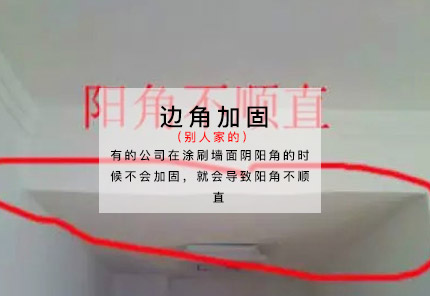 阳角不顺直
边角加固
（别人家的）
有的公司在涂刷墙面阴阳角的时
候不会加固，就会导致阳角不顺
直